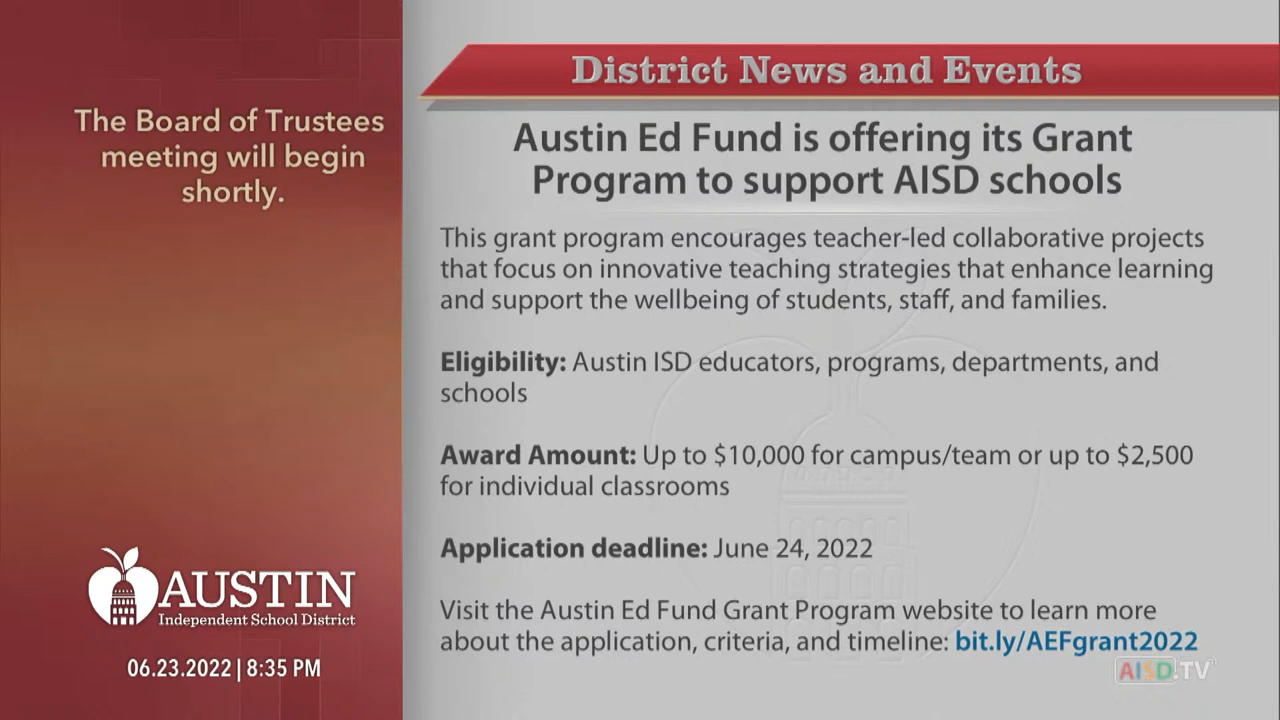 The Board of Trustees
meeting will begin
shortly.
AUSTIN
Independent School District
06.23.2022 | 8:35 PM
District News and Events
Austin Ed Fund is offering its Grant
Program to support AISD schools
This grant program encourages teacher-led collaborative projects
that focus on innovative teaching strategies that enhance learning
and support the wellbeing of students, staff, and families.
Eligibility: Austin ISD educators, programs, departments, and
schools
Award Amount: Up to $10,000 for campus/team or up to $2,500
for individual classrooms
Application deadline: June 24, 2022
Visit the Austin Ed Fund Grant Program website to learn more
about the application, criteria, and timeline: bit.ly/AEFgrant2022
AISD.TV